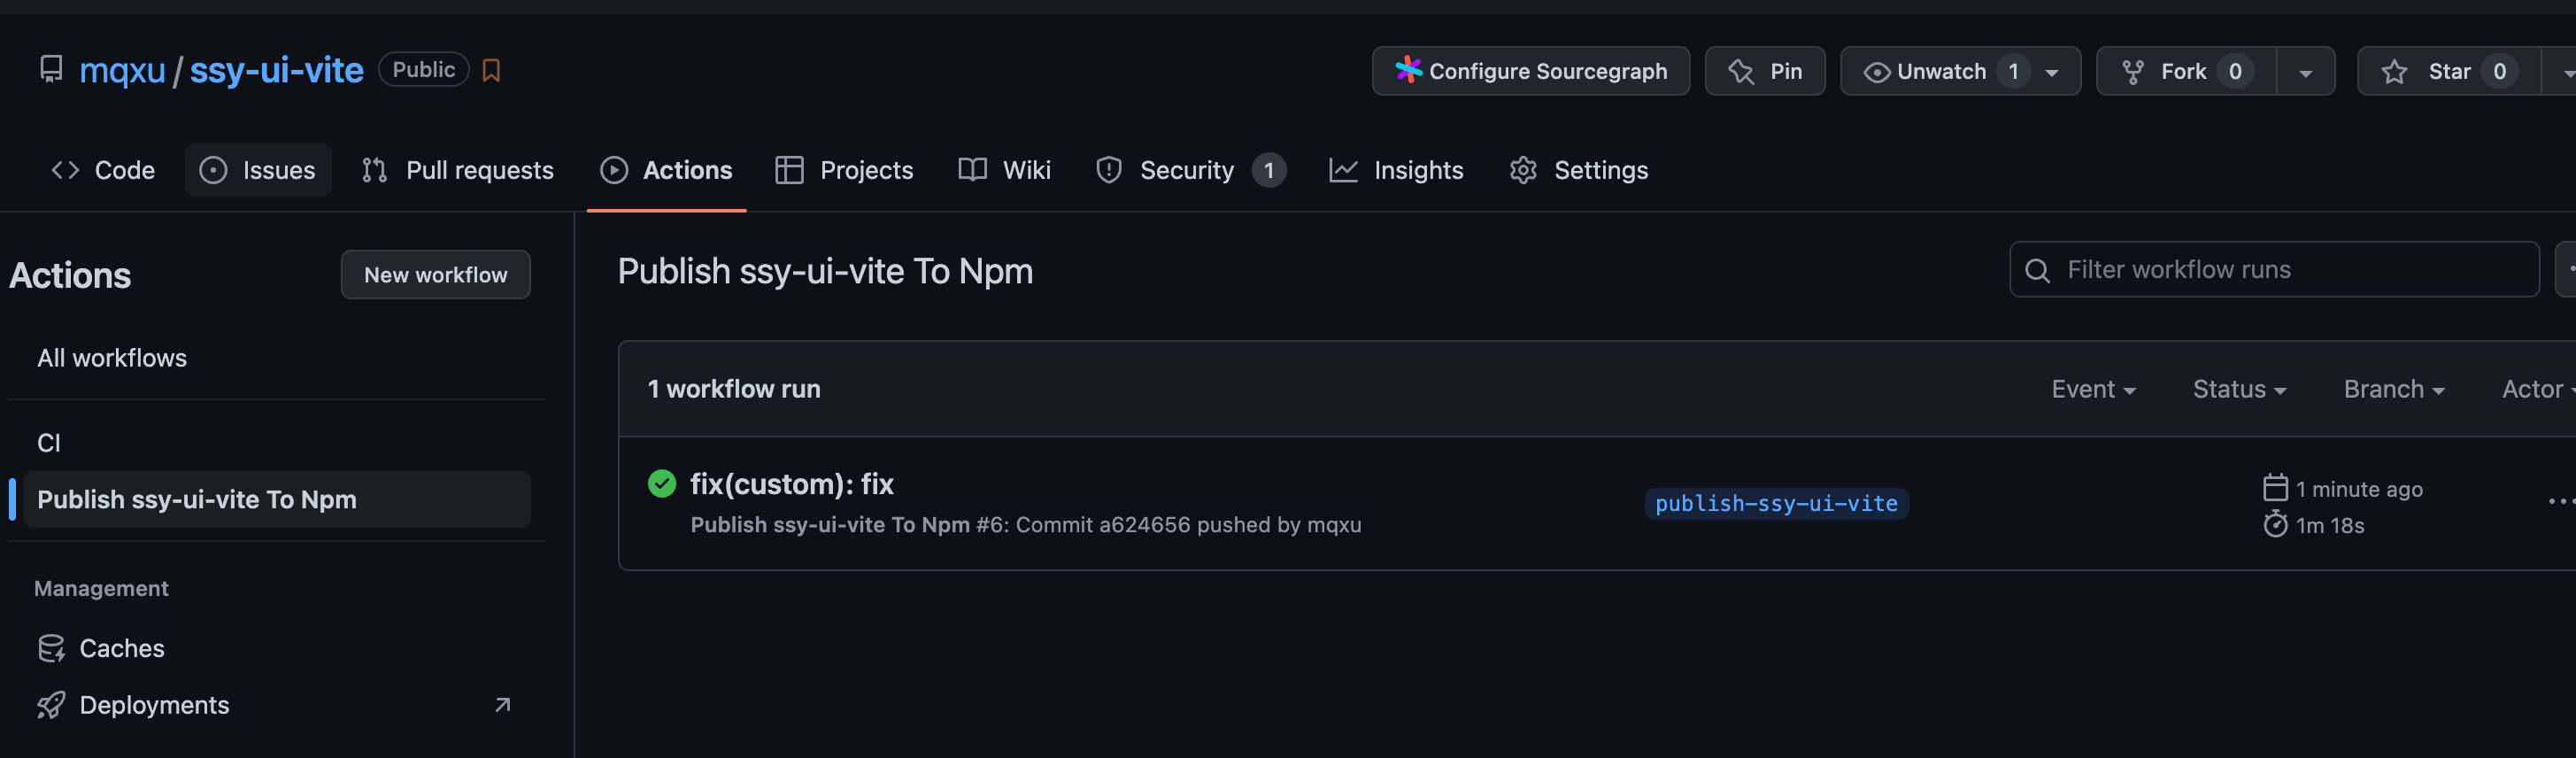 mqxu / ssy-ui-vite Public
Configure Sourcegraph Pin Unwatch 1 Fork 0 Star 0
Code Issues Pull requests Actions Projects Wiki Security 1 Insights Settings
Actions New workflow
All workflows
CI
Publish ssy-ui-vite To Npm
Management
Caches
Deployments
Publish ssy-ui-vite To Npm
Filter workflow runs
1 workflow run
Event Status Branch Actor
fix(custom): fix
Publish ssy-ui-vite To Npm #6: Commit a624656 pushed by mqxu
publish-ssy-ui-vite
1 minute ago
1m 18s